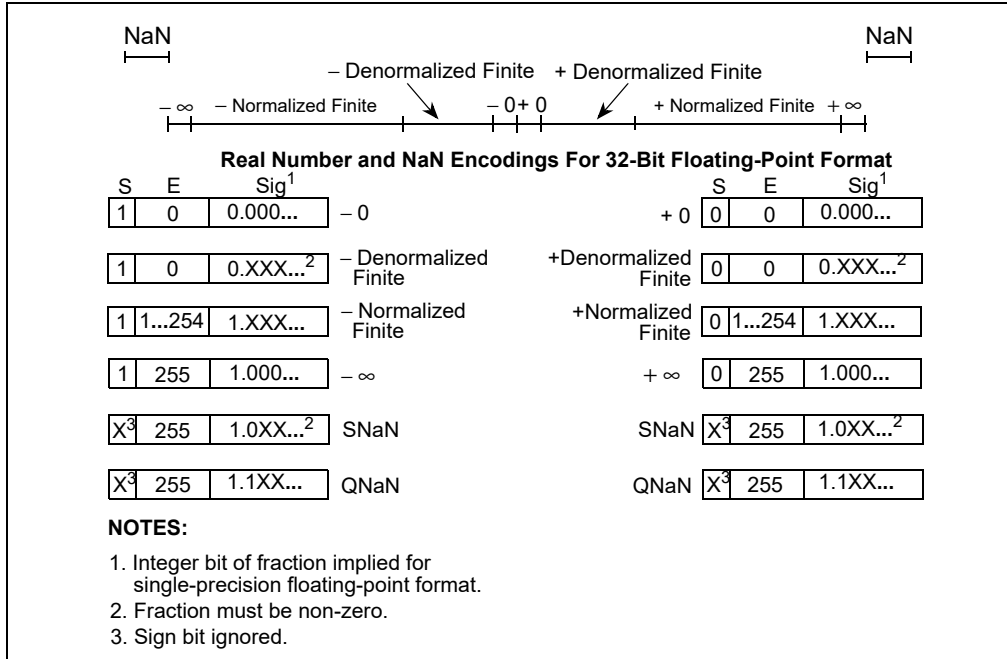 NaN NaN
– Denormalized Finite + Denormalized Finite
– ∞ – Normalized Finite – 0 + 0 + Normalized Finite + ∞
Real Number and NaN Encodings For 32-Bit Floating-Point Format
S E Sig1 S E Sig1
1 0 0.000... – 0 + 0 0 0 0.000...
1 0 0.XXX...2 – Denormalized Finite +Denormalized Finite 0 0 0.XXX...2
1 1...254 1.XXX... – Normalized Finite +Normalized Finite 0 1...254 1.XXX...
1 255 1.000... – ∞ + ∞ 0 255 1.000...
X3 255 1.0XX...2 SNaN SNaN X3 255 1.0XX...2
X3 255 1.1XX... QNaN QNaN X3 255 1.1XX...
NOTES:
1. Integer bit of fraction implied for
single-precision floating-point format.
2. Fraction must be non-zero.
3. Sign bit ignored.